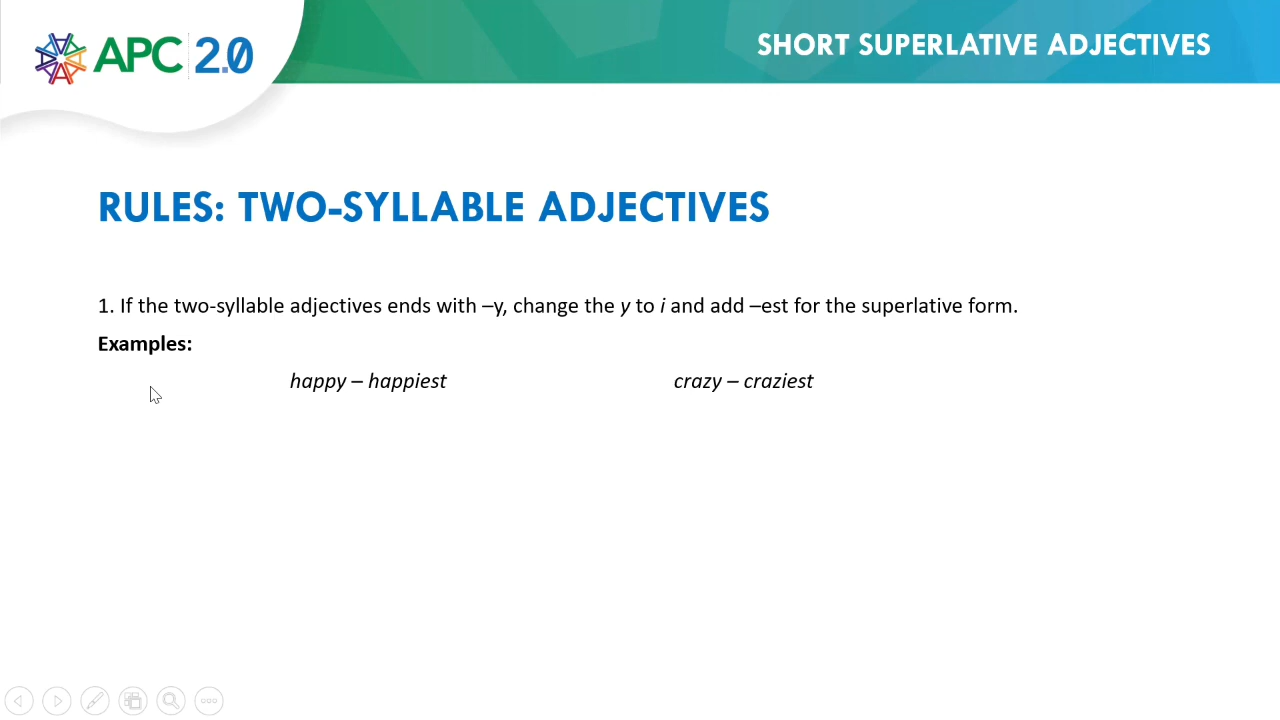 APC 2.0
SHORT SUPERLATIVE ADJECTIVES
RULES: TWO-SYLLABLE ADJECTIVES
1. If the two-syllable adjectives ends with –y, change the y to i and add –est for the superlative form.
Examples:
happy – happiest crazy – craziest